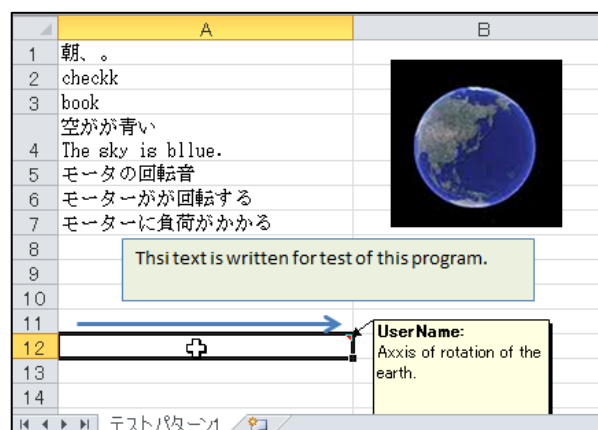 A B
1 朝、。
2 checkk
3 book
空がが青い
4 The sky is bllue.
5 モータの回転音
6 モーターがが回転する
7 モーターに負荷がかかる
8
Thsi text is written for test of this program.
9
10
11
UserName:
12
Axxis of rotation of the
13
earth.
14
テストパターン1